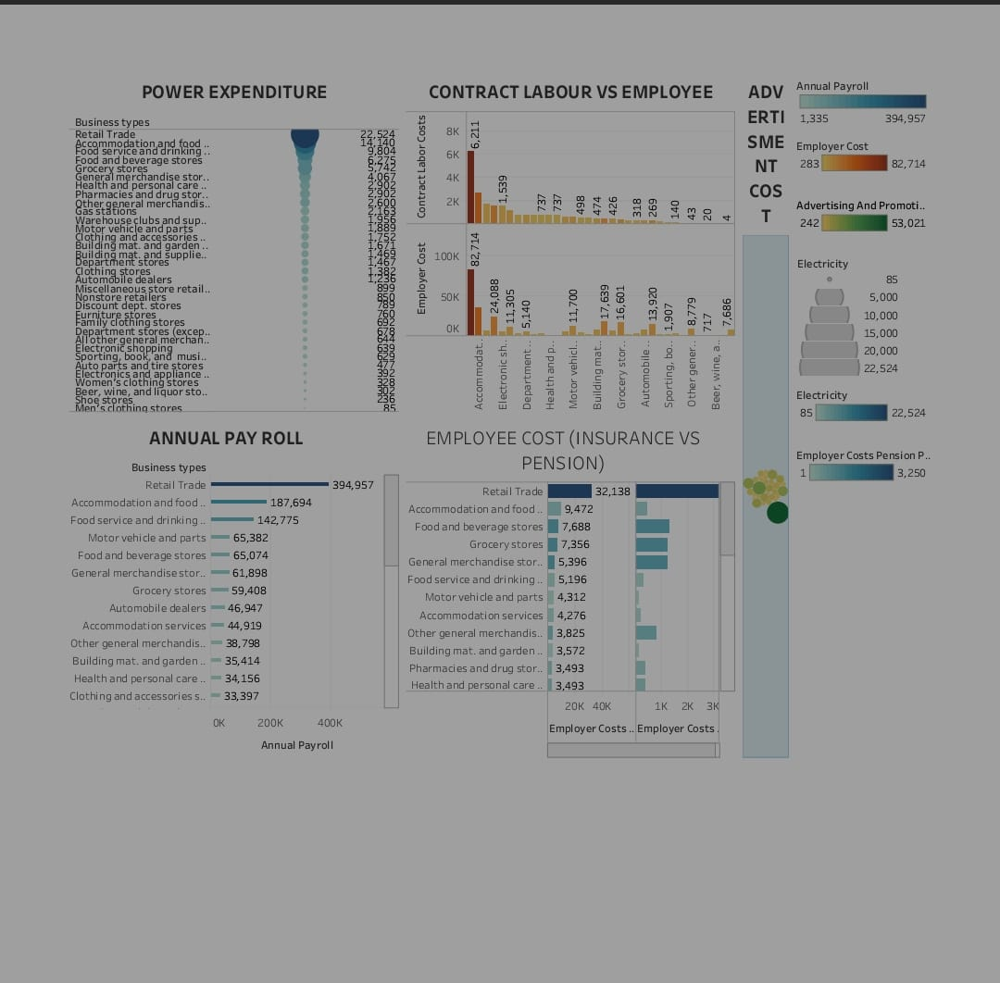 POWER EXPENDITURE
Business types
Retail Trade 22,524
Accommodation and food .. 14,140
Food service and drinking .. 9,804
Food and beverage stores 6,275
Grocery stores 5,742
General merchandise stor.. 4,067
Health and personal care .. 2,902
Pharmacies and drug stor.. 2,902
Other general merchandis.. 2,600
Gas stations 2,163
Warehouse clubs and sup.. 1,956
Motor vehicle and parts 1,889
Clothing and accessories .. 1,752
Building mat. and garden .. 1,671
Building mat. and supplie.. 1,469
Department stores 1,467
Clothing stores 1,382
Automobile dealers 1,236
Miscellaneous store retail.. 899
Nonstore retailers 850
Discount dept. stores 789
Furniture stores 760
Family clothing stores 692
Department stores (excep.. 678
All other general merchan.. 644
Electronic shopping 639
Sporting, book, and musi.. 629
Auto parts and tire stores 477
Electronics and appliance .. 392
Women's clothing stores 328
Beer, wine, and liquor sto.. 302
Shoe stores 236
Men's clothing stores 85
CONTRACT LABOUR VS EMPLOYEE
Contract Labor Costs
8K
6K
4K
2K
6,211
1,539
737
737
498
474
426
318
269
140
43
20
4
Employer Cost
100K
50K
0K
82,714
24,088
11,305
5,140
11,700
17,639
16,601
13,920
1,907
8,779
717
7,686
Accommodat..
Electronic sh..
Department ..
Health and p..
Motor vehicl..
Building mat..
Grocery stor..
Automobile ..
Sporting, bo..
Other gener..
Beer, wine, a..
ADV
ERTI
SME
NT
COS
T
Annual Payroll
1,335 394,957
Employer Cost
283 82,714
Advertising And Promoti..
242 53,021
Electricity
85
5,000
10,000
15,000
20,000
22,524
Electricity
85 22,524
Employer Costs Pension P..
1 3,250
ANNUAL PAY ROLL
Business types
Retail Trade 394,957
Accommodation and food .. 187,694
Food service and drinking .. 142,775
Motor vehicle and parts 65,382
Food and beverage stores 65,074
General merchandise stor.. 61,898
Grocery stores 59,408
Automobile dealers 46,947
Accommodation services 44,919
Other general merchandis.. 38,798
Building mat. and garden .. 35,414
Health and personal care .. 34,156
Clothing and accessories s.. 33,397
0K 200K 400K
Annual Payroll
EMPLOYEE COST (INSURANCE VS
PENSION)
Retail Trade 32,138
Accommodation and food .. 9,472
Food and beverage stores 7,688
Grocery stores 7,356
General merchandise stor.. 5,396
Food service and drinking .. 5,196
Motor vehicle and parts 4,312
Accommodation services 4,276
Other general merchandis.. 3,825
Building mat. and garden .. 3,572
Pharmacies and drug stor.. 3,493
Health and personal care .. 3,493
20K 40K 1K 2K 3K
Employer Costs .. Employer Costs .